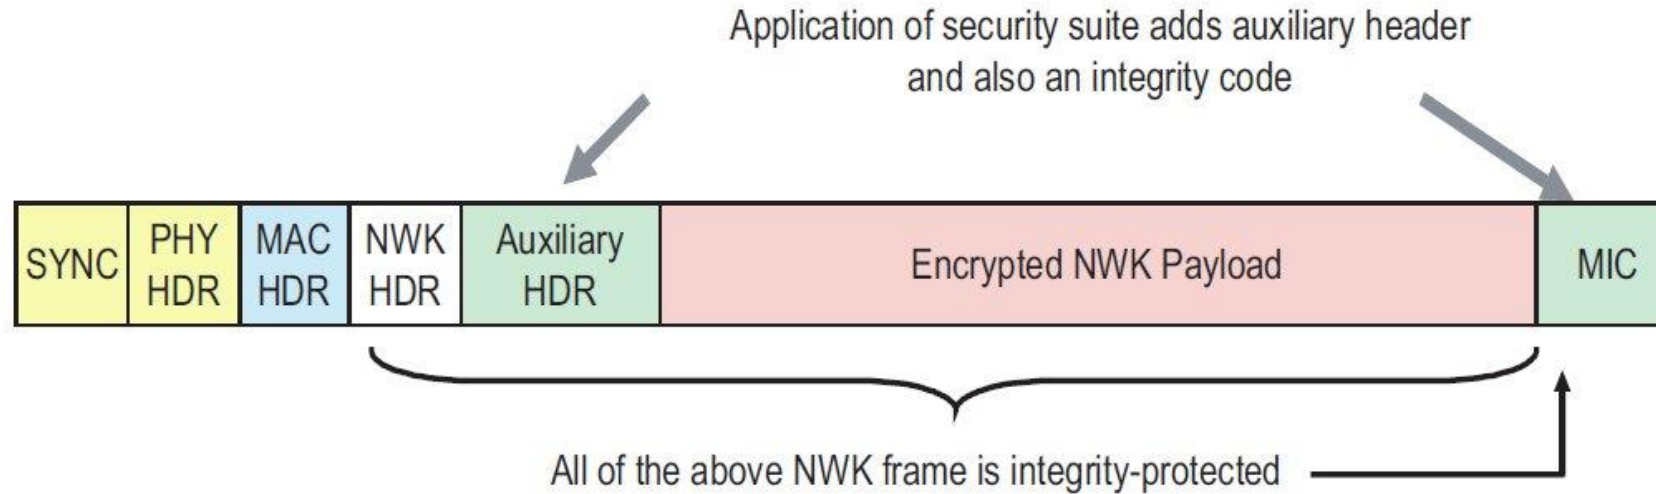 Application of security suite adds auxiliary header
and also an integrity code
SYNC
PHY
HDR
MAC
HDR
NWK
HDR
Auxiliary
HDR
Encrypted NWK Payload
MIC
All of the above NWK frame is integrity-protected